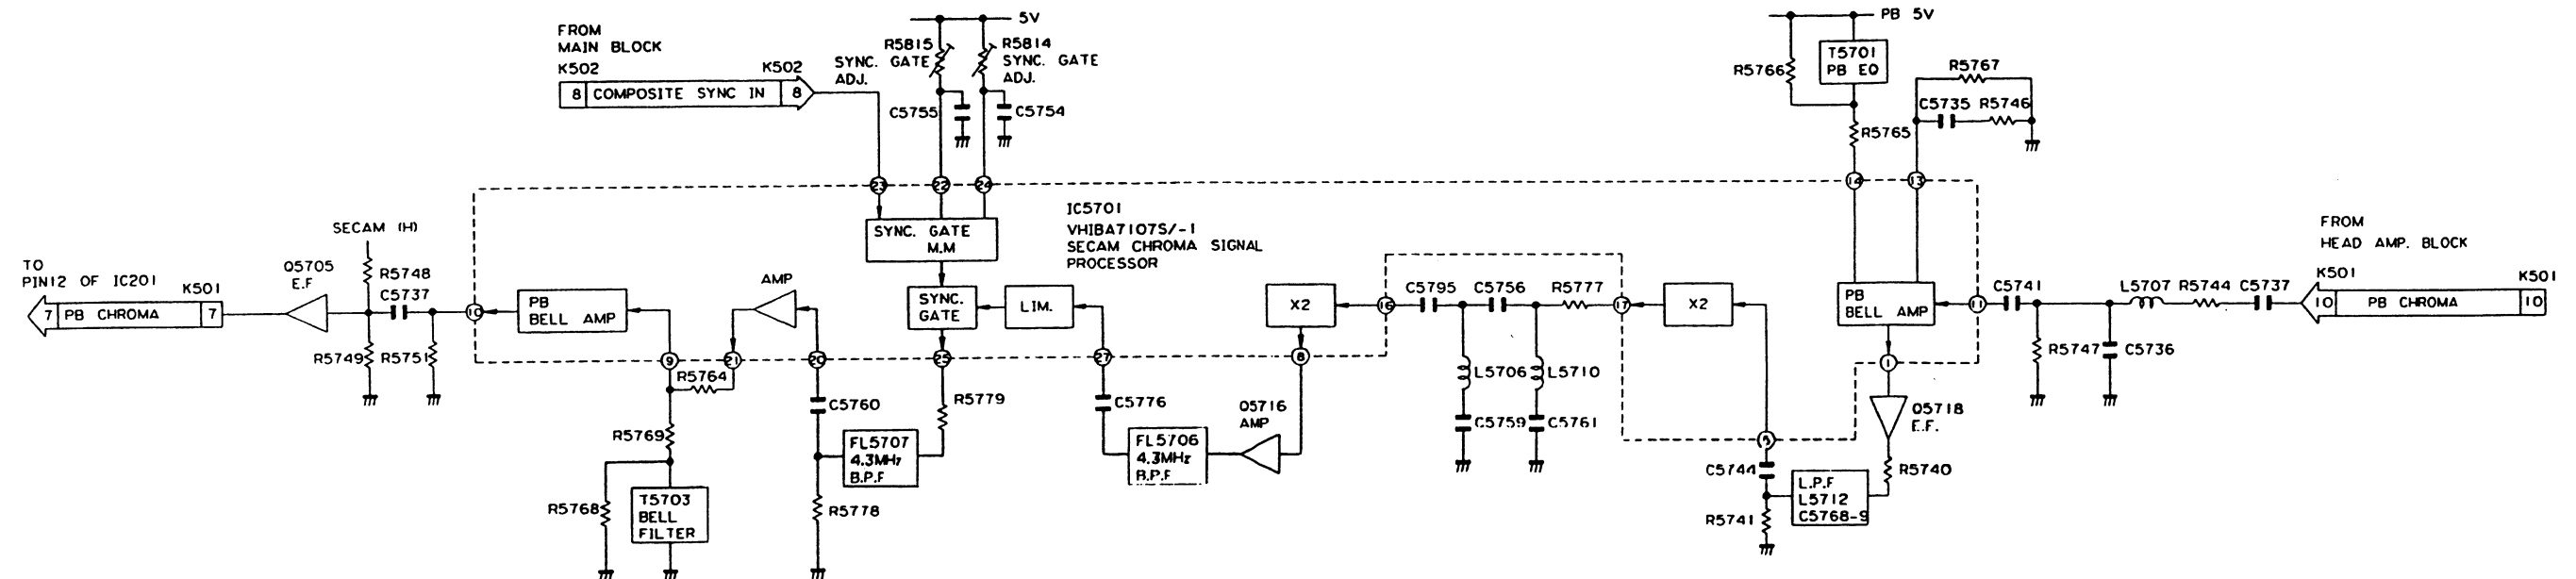 FROM
MAIN BLOCK
K502
K502
8 COMPOSITE SYNC IN 8
5V
R5815
SYNC. GATE
ADJ.
R5814
SYNC. GATE
ADJ.
C5755
C5754
PB 5V
T5701
PB EQ
R5766
R5765
R5767
C5735 R5746
23
22
24
14
13
IC5701
VHIBA7107S/-1
SECAM CHROMA SIGNAL
PROCESSOR
SYNC. GATE
M.M
TO
PIN12 OF IC201
K501
7 PB CHROMA 7
Q5705
E.F
SECAM (H)
R5748
C5737
R5749
R5751
10
PB
BELL AMP
AMP
SYNC.
GATE
LIM.
X2
16
C5795
C5756
R5777
17
X2
PB
BELL AMP
11
C5741
L5707
R5744
C5737
FROM
HEAD AMP. BLOCK
K501
K501
10 PB CHROMA 10
9
21
20
25
27
8
1
R5764
C5760
R5779
C5776
Q5716
AMP
L5706
L5710
C5759
C5761
R5747
C5736
Q5718
E.F.
R5769
FL5707
4.3MHz
B.P.F
FL5706
4.3MHz
B.P.F
C5744
R5740
L.P.F
L5712
C5768-9
R5741
R5768
T5703
BELL
FILTER
R5778